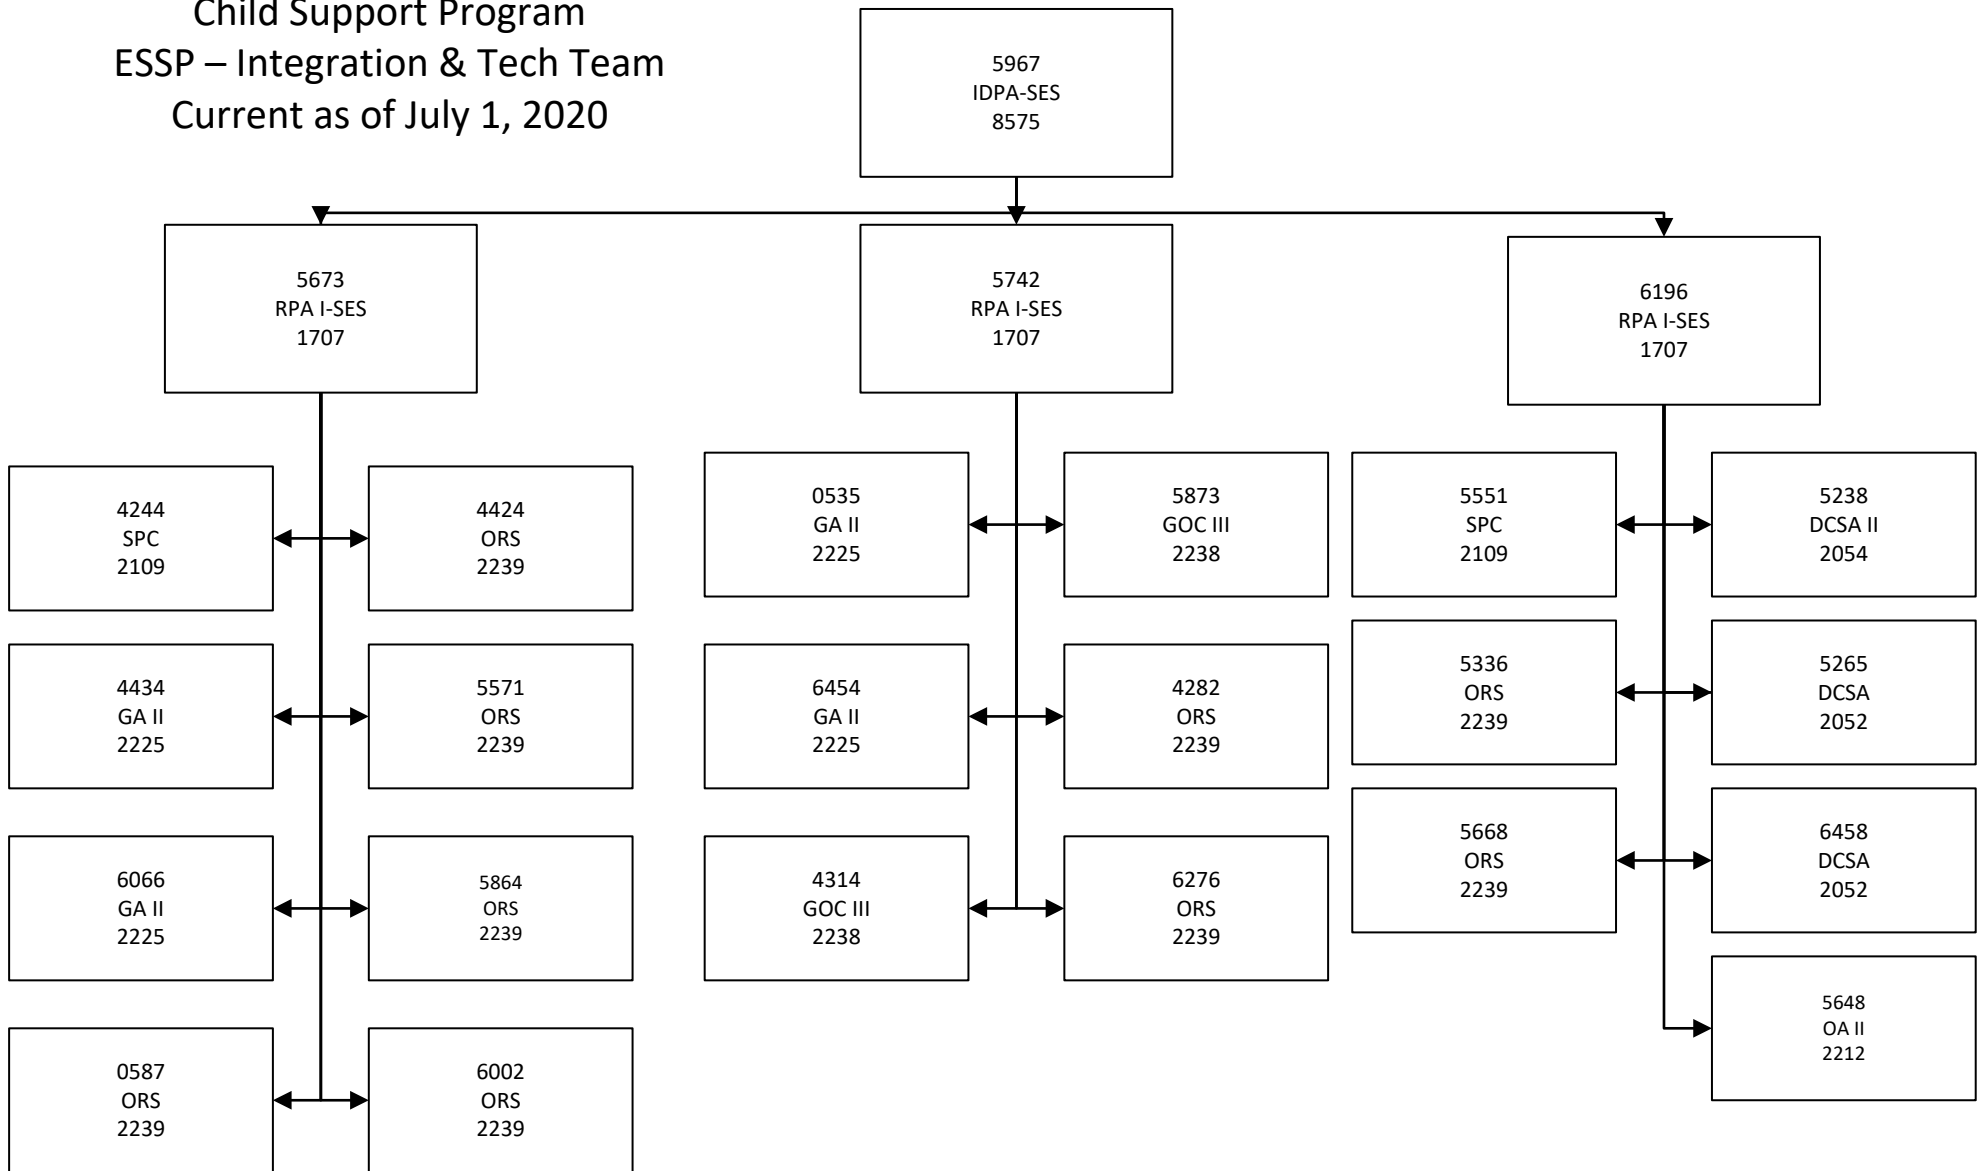 Child Support Program
ESSP – Integration & Tech Team
Current as of July 1, 2020
5967
IDPA-SES
8575
5673
RPA I-SES
1707
5742
RPA I-SES
1707
6196
RPA I-SES
1707
4244
SPC
2109
4424
ORS
2239
4434
GA II
2225
5571
ORS
2239
6066
GA II
2225
5864
ORS
2239
0587
ORS
2239
6002
ORS
2239
0535
GA II
2225
5873
GOC III
2238
6454
GA II
2225
4282
ORS
2239
4314
GOC III
2238
6276
ORS
2239
5551
SPC
2109
5238
DCSA II
2054
5336
ORS
2239
5265
DCSA
2052
5668
ORS
2239
6458
DCSA
2052
5648
OA II
2212